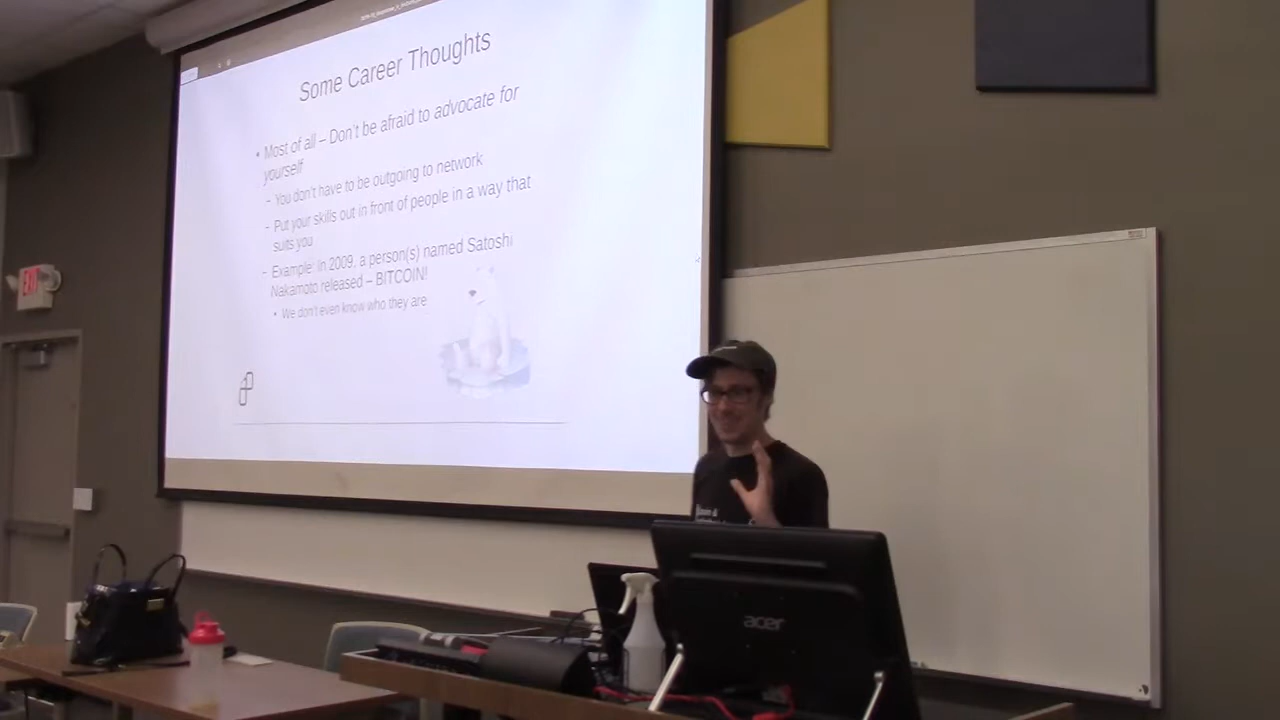 Some Career Thoughts
• Most of all – Don't be afraid to advocate for
yourself
– You don't have to be outgoing to network
– Put your skills out in front of people in a way that
suits you
– Example: in 2009, a person(s) named Satoshi
Nakamoto released – BITCOIN!
• We don't even know who they are
EXIT
acer